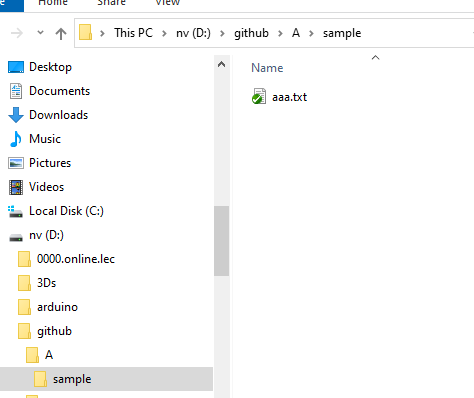 Home Share View
This PC > nv (D:) > github > A > sample
Desktop
Documents
Downloads
Music
Pictures
Videos
Local Disk (C:)
nv (D:)
0000.online.lec
3Ds
arduino
github
A
sample
Name
aaa.txt